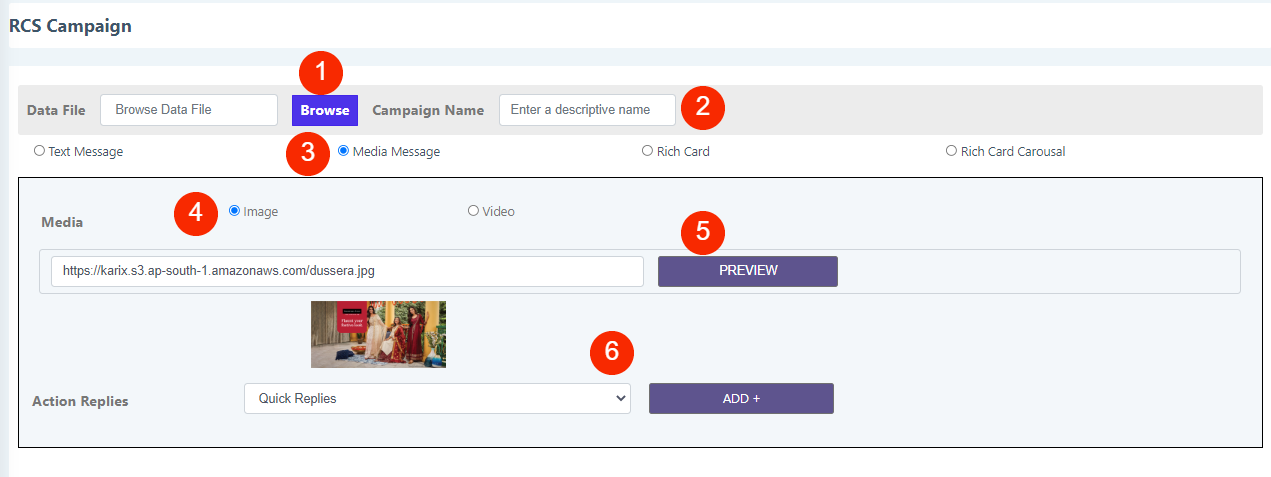 RCS Campaign
1
Data File Browse Data File Browse Campaign Name Enter a descriptive name 2
Text Message 3 Media Message Rich Card Rich Card Carousal
Media 4 Image Video
5
https://karix.s3.ap-south-1.amazonaws.com/dussera.jpg PREVIEW
6
Action Replies Quick Replies ADD +